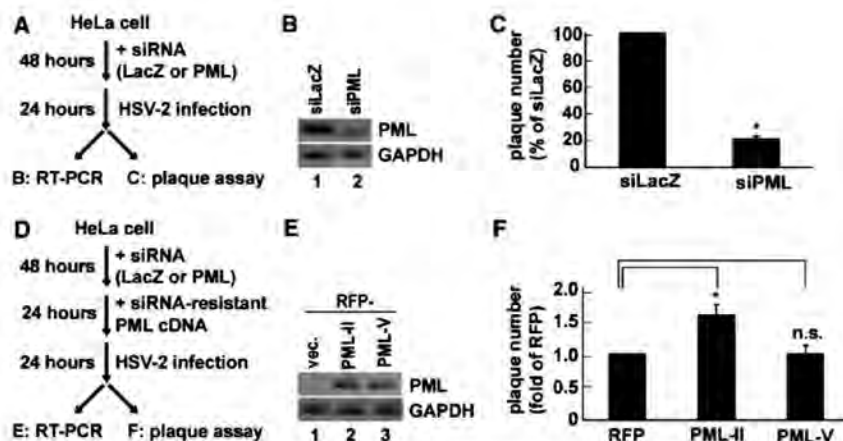 A
HeLa cell
48 hours
+ siRNA
(LacZ or PML)
24 hours
HSV-2 infection
B: RT-PCR
C: plaque assay
B
siLacZ
siPML
PML
GAPDH
1 2
C
plaque number
(% of siLacZ)
100
80
60
40
20
0
*
siLacZ
siPML
D
HeLa cell
48 hours
+ siRNA
(LacZ or PML)
24 hours
+ siRNA-resistant
PML cDNA
24 hours
HSV-2 infection
E: RT-PCR
F: plaque assay
E
RFP-
vec.
PML-II
PML-V
PML
GAPDH
1 2 3
F
plaque number
(fold of RFP)
2.0
1.5
1.0
0.5
0
*
n.s.
RFP
PML-II
PML-V